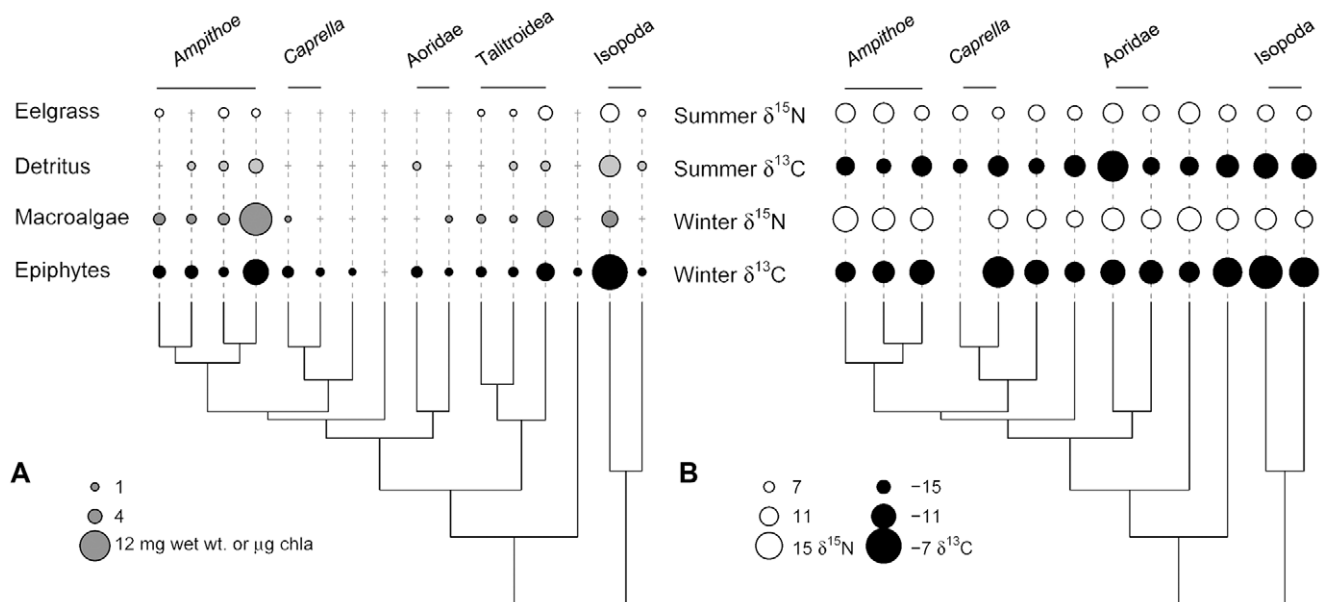 Ampithoe Caprella Aoridae Talitroidea Isopoda
Eelgrass
Detritus
Macroalgae
Epiphytes
A
1
4
12 mg wet wt. or μg chla
Ampithoe Caprella Aoridae Isopoda
Summer δ¹⁵N
Summer δ¹³C
Winter δ¹⁵N
Winter δ¹³C
B
7 −15
11 −11
15 δ¹⁵N −7 δ¹³C